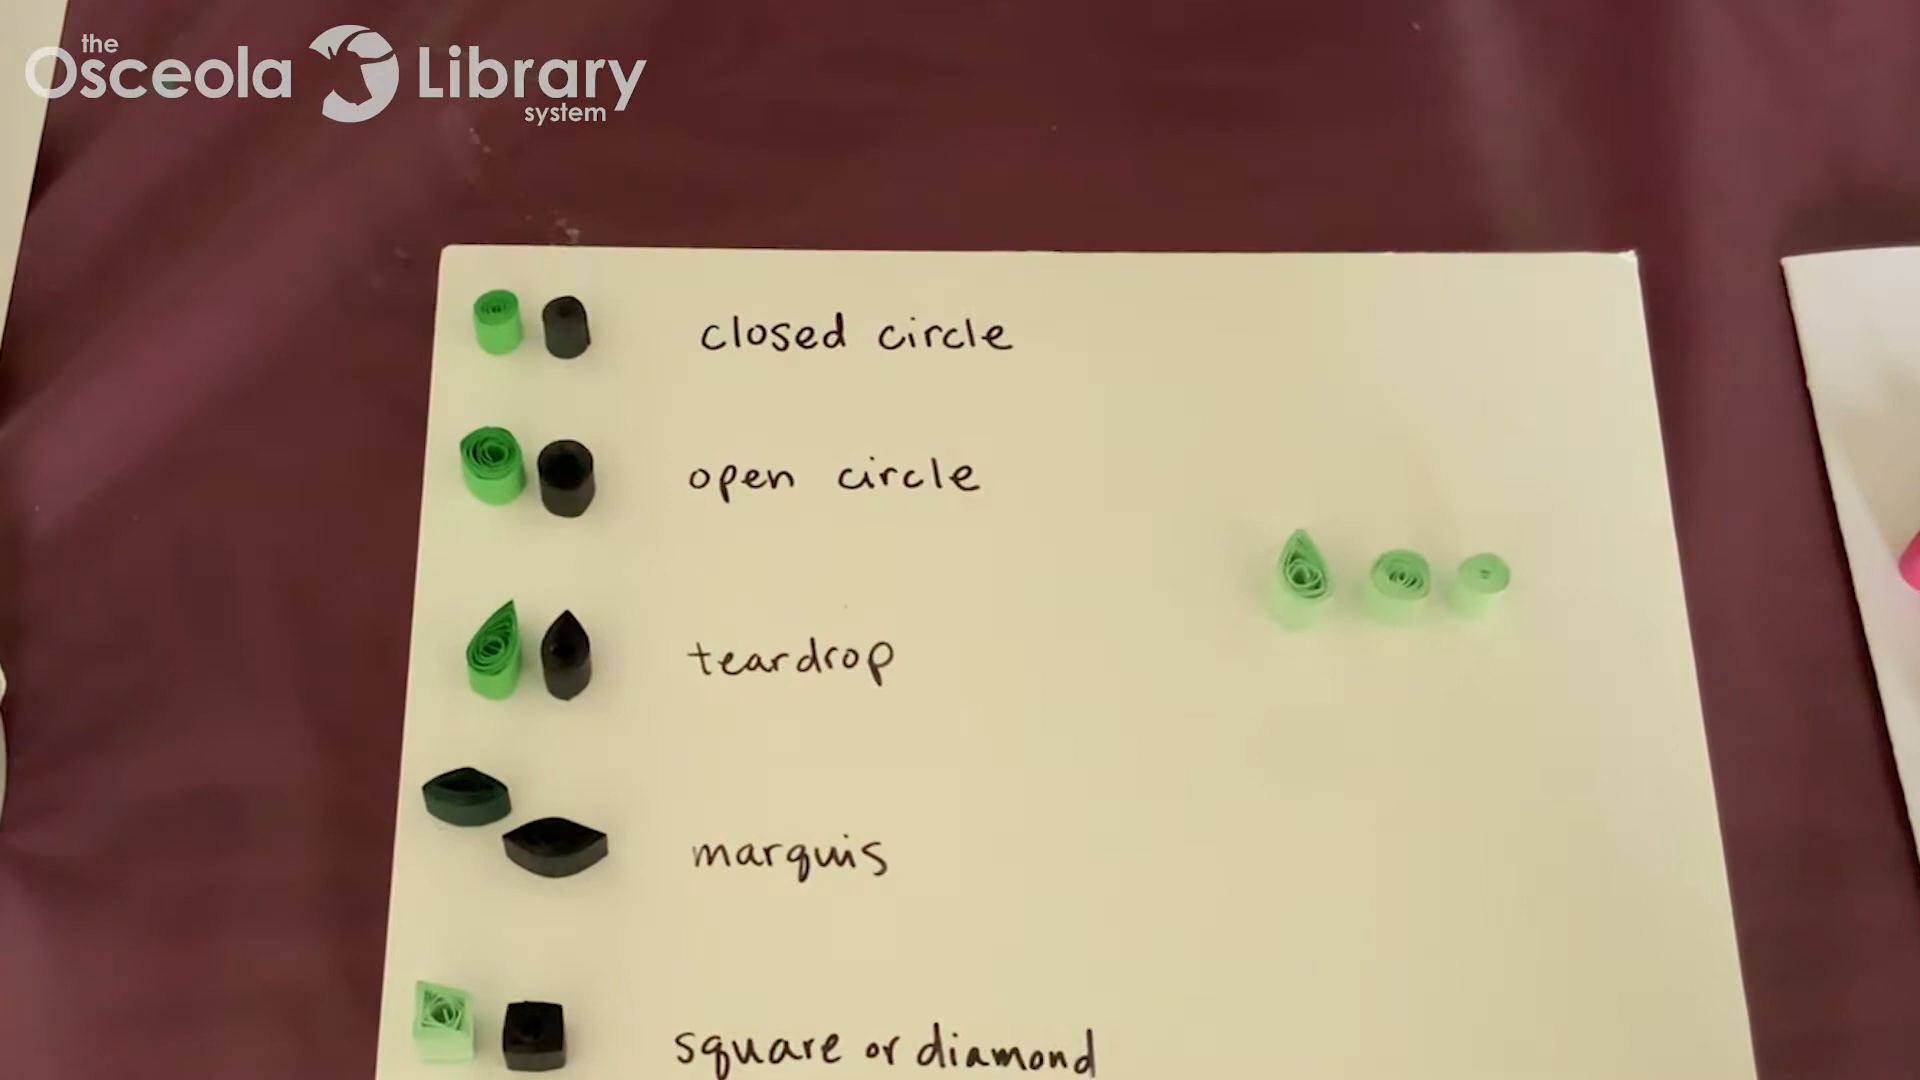 the
Osceola Library
system
closed circle
open circle
teardrop
marquis
square or diamond